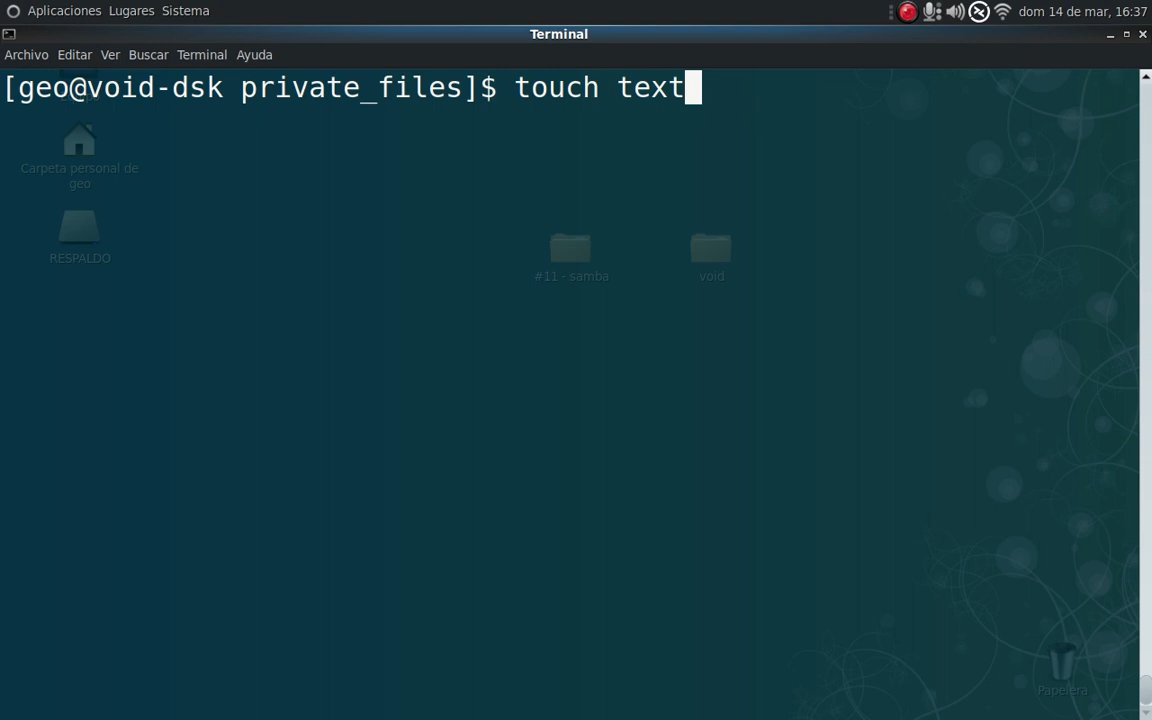 Aplicaciones Lugares Sistema
dom 14 de mar, 16:37
Terminal
Archivo Editar Ver Buscar Terminal Ayuda
[geo@void-dsk private_files]$ touch text
Carpeta personal de
geo
RESPALDO
#11 - samba
void
Papelera